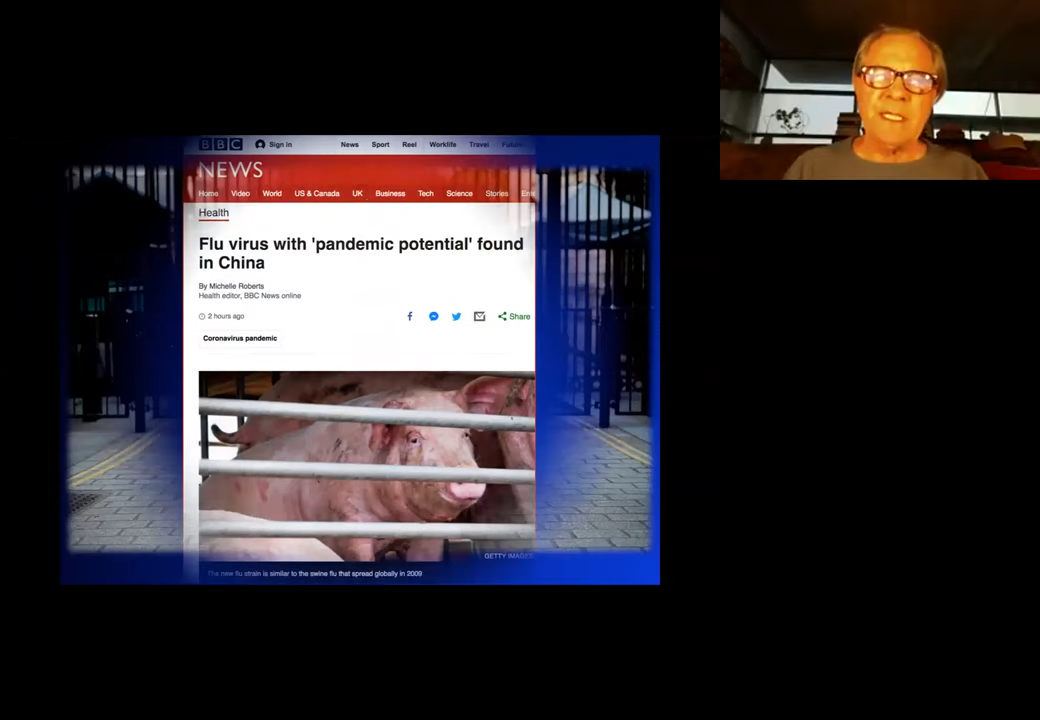 BBC Sign in News Sport Reel Worklife Travel Future
NEWS
Home Video World US & Canada UK Business Tech Science Stories
Health
Flu virus with 'pandemic potential' found
in China
By Michelle Roberts
Health editor, BBC News online
2 hours ago
Share
Coronavirus pandemic
GETTY IMAGES
The new flu strain is similar to the swine flu that spread globally in 2009